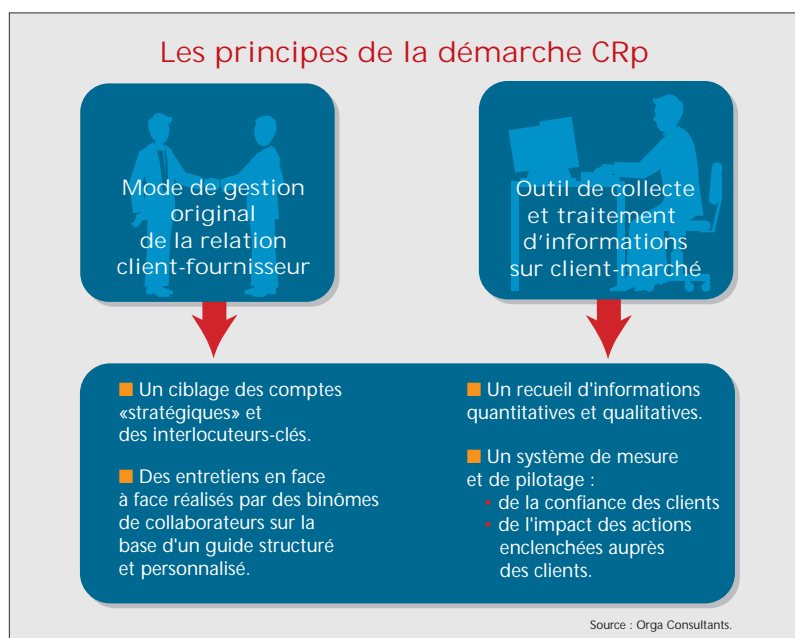 Les principes de la démarche CRp
Mode de gestion
original
de la relation
client-fournisseur
Outil de collecte
et traitement
d'informations
sur client-marché
■ Un ciblage des comptes
«stratégiques» et
des interlocuteurs-clés.
■ Des entretiens en face
à face réalisés par des binômes
de collaborateurs sur la
base d'un guide structuré
et personnalisé.
■ Un recueil d'informations
quantitatives et qualitatives.
■ Un système de mesure
et de pilotage :
• de la confiance des clients
• de l'impact des actions
enclenchées auprès
des clients.
Source : Orga Consultants.